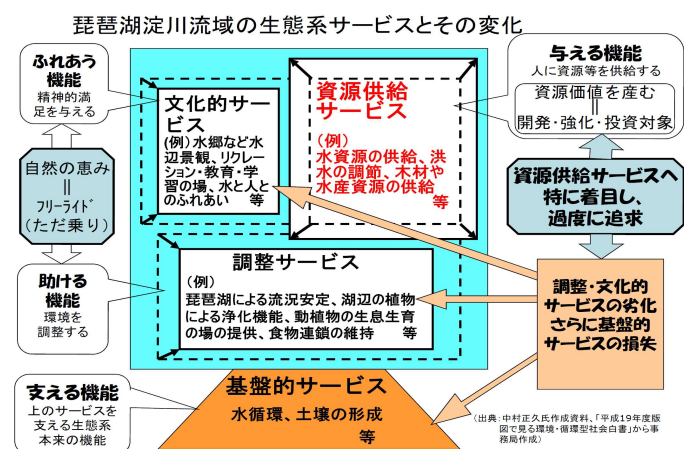 琵琶湖淀川流域の生態系サービスとその変化
ふれあう
機能
精神的満
足を与える
自然の恵み
＝
フリーライド
(ただ乗り)
助ける
機能
環境を
調整する
支える機能
上のサービスを
支える生態系
本来の機能
文化的サー
ビス
(例)水郷など水
辺景観、リクレー
ション・教育・学
習の場、水と人と
のふれあい 等
資源供給
サービス
(例)
水資源の供給、洪
水の調節、木材や
水産資源の供給
等
調整サービス
(例)
琵琶湖による流況安定、湖辺の植物
による浄化機能、動植物の生息生育
の場の提供、食物連鎖の維持 等
基盤的サービス
水循環、土壌の形成
等
与える機能
人に資源等を供給する
資源価値を産む
＝
開発・強化・投資対象
資源供給サービスへ
特に着目し、
過度に追求
調整・文化的
サービスの劣化
さらに基盤的
サービスの損失
(出典:中村正久氏作成資料、「平成19年度版
図で見る環境・循環型社会白書」から事
務局作成)